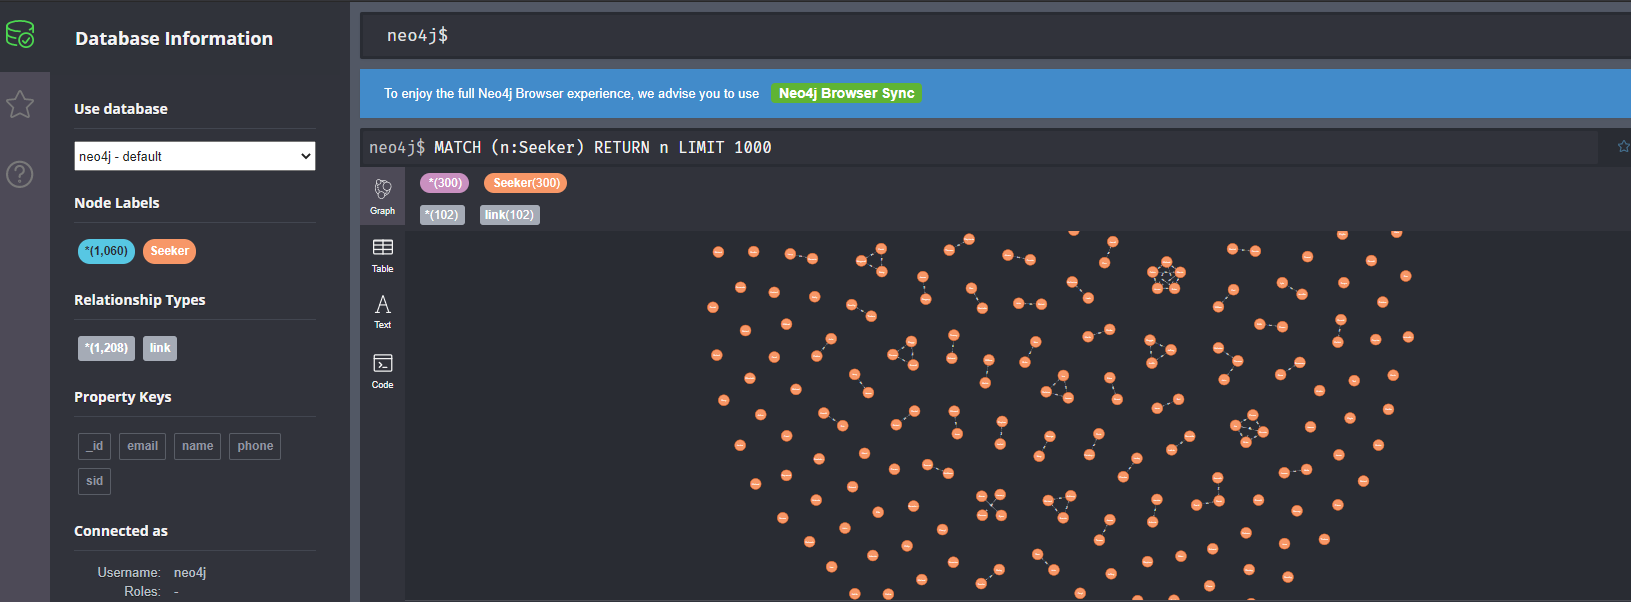 Database Information
Use database
neo4j - default
Node Labels
*(1,060) Seeker
Relationship Types
*(1,208) link
Property Keys
_id email name phone
sid
Connected as
Username: neo4j
Roles: -
neo4j$
To enjoy the full Neo4j Browser experience, we advise you to use Neo4j Browser Sync
neo4j$ MATCH (n:Seeker) RETURN n LIMIT 1000
Graph
Table
Text
Code
*(300) Seeker(300)
*(102) link(102)